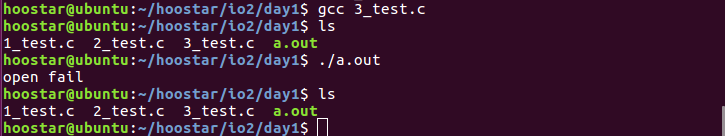 hoostar@ubuntu:~/hoostar/io2/day1$ gcc 3_test.c
hoostar@ubuntu:~/hoostar/io2/day1$ ls
1_test.c  2_test.c  3_test.c  a.out
hoostar@ubuntu:~/hoostar/io2/day1$ ./a.out
open fail
hoostar@ubuntu:~/hoostar/io2/day1$ ls
1_test.c  2_test.c  3_test.c  a.out
hoostar@ubuntu:~/hoostar/io2/day1$